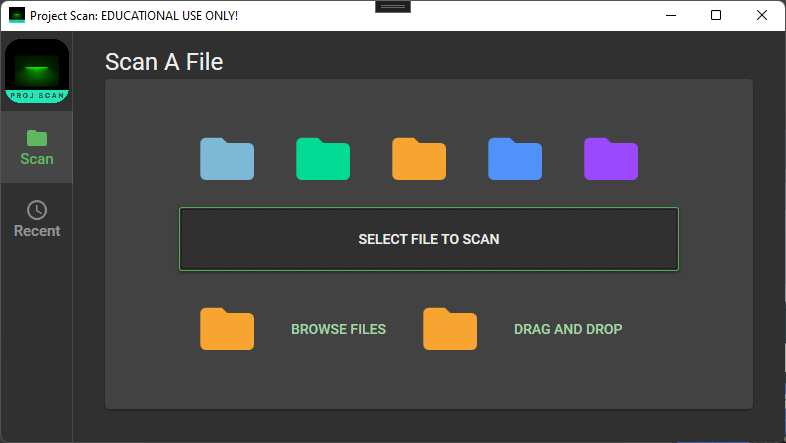 Project Scan: EDUCATIONAL USE ONLY!
PROJ SCAN
Scan A File
Scan
Recent
SELECT FILE TO SCAN
BROWSE FILES
DRAG AND DROP